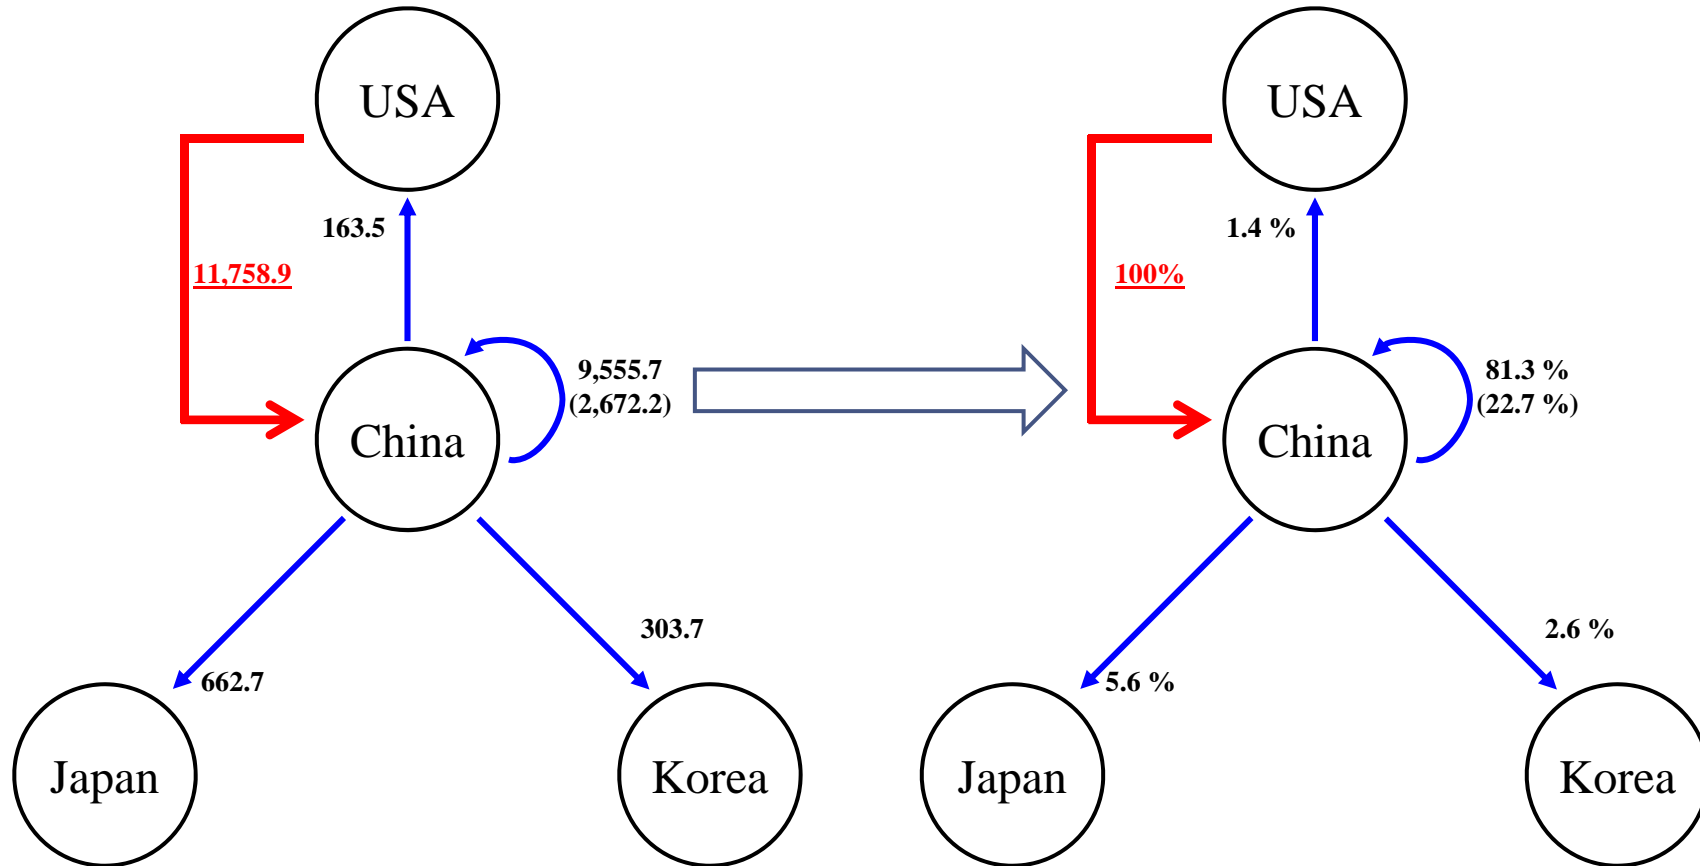 USA
163.5
11,758.9
9,555.7
(2,672.2)
China
303.7
662.7
Japan
Korea
USA
1.4 %
100%
81.3 %
(22.7 %)
China
2.6 %
5.6 %
Japan
Korea